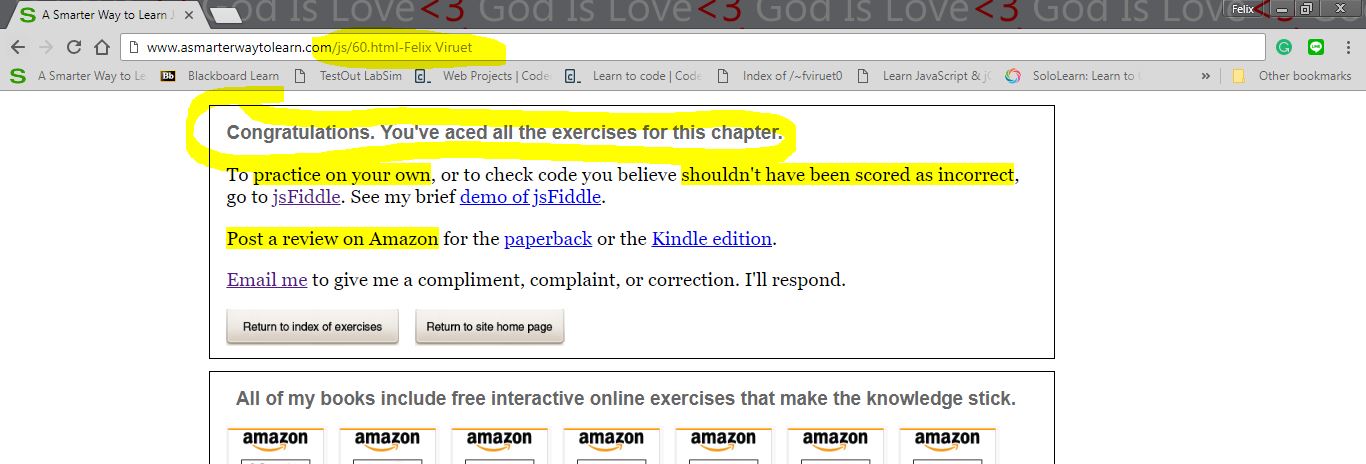 God Is Love<3 God Is Love<3 God Is Love<3
A Smarter Way to Learn J
Felix
www.asmarterwaytolearn.com/js/60.html-Felix Viruet
A Smarter Way to Le Bb Blackboard Learn TestOut LabSim Web Projects | Code Learn to code | Code Index of /~fviruet0 Learn JavaScript & j SoloLearn: Learn to » Other bookmarks
Congratulations. You've aced all the exercises for this chapter.
To practice on your own, or to check code you believe shouldn't have been scored as incorrect,
go to jsFiddle. See my brief demo of jsFiddle.
Post a review on Amazon for the paperback or the Kindle edition.
Email me to give me a compliment, complaint, or correction. I'll respond.
Return to index of exercises Return to site home page
All of my books include free interactive online exercises that make the knowledge stick.
amazon amazon amazon amazon amazon amazon amazon